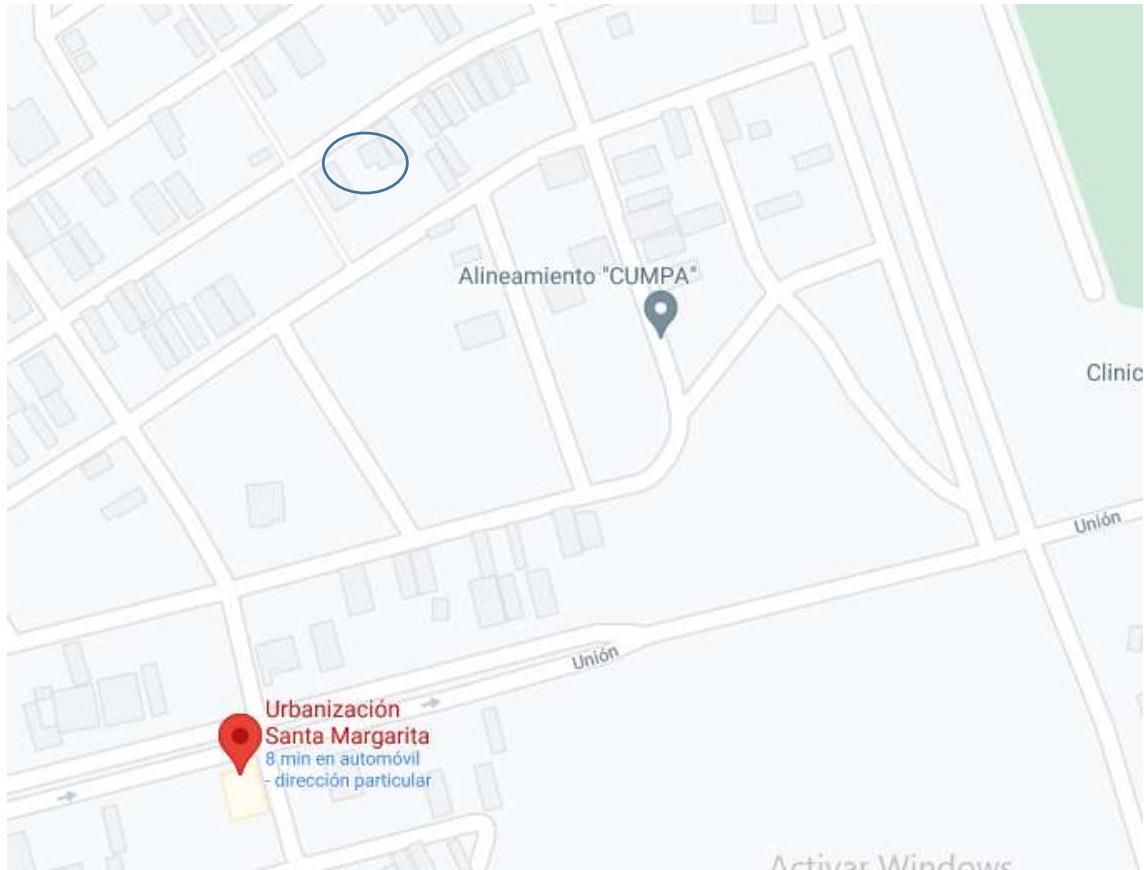 Alineamiento "CUMPA"
Clinic
Unión
Unión
Urbanización
Santa Margarita
8 min en automóvil
- dirección particular
Activar Windows